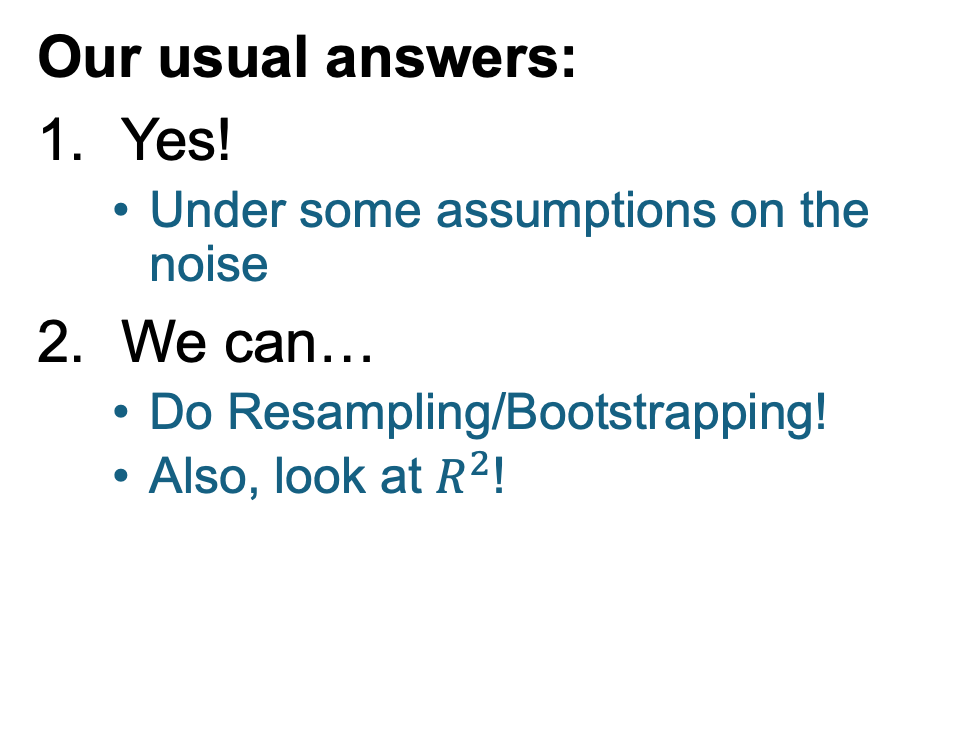 Our usual answers:
1. Yes!
• Under some assumptions on the
noise
2. We can…
• Do Resampling/Bootstrapping!
• Also, look at R²!